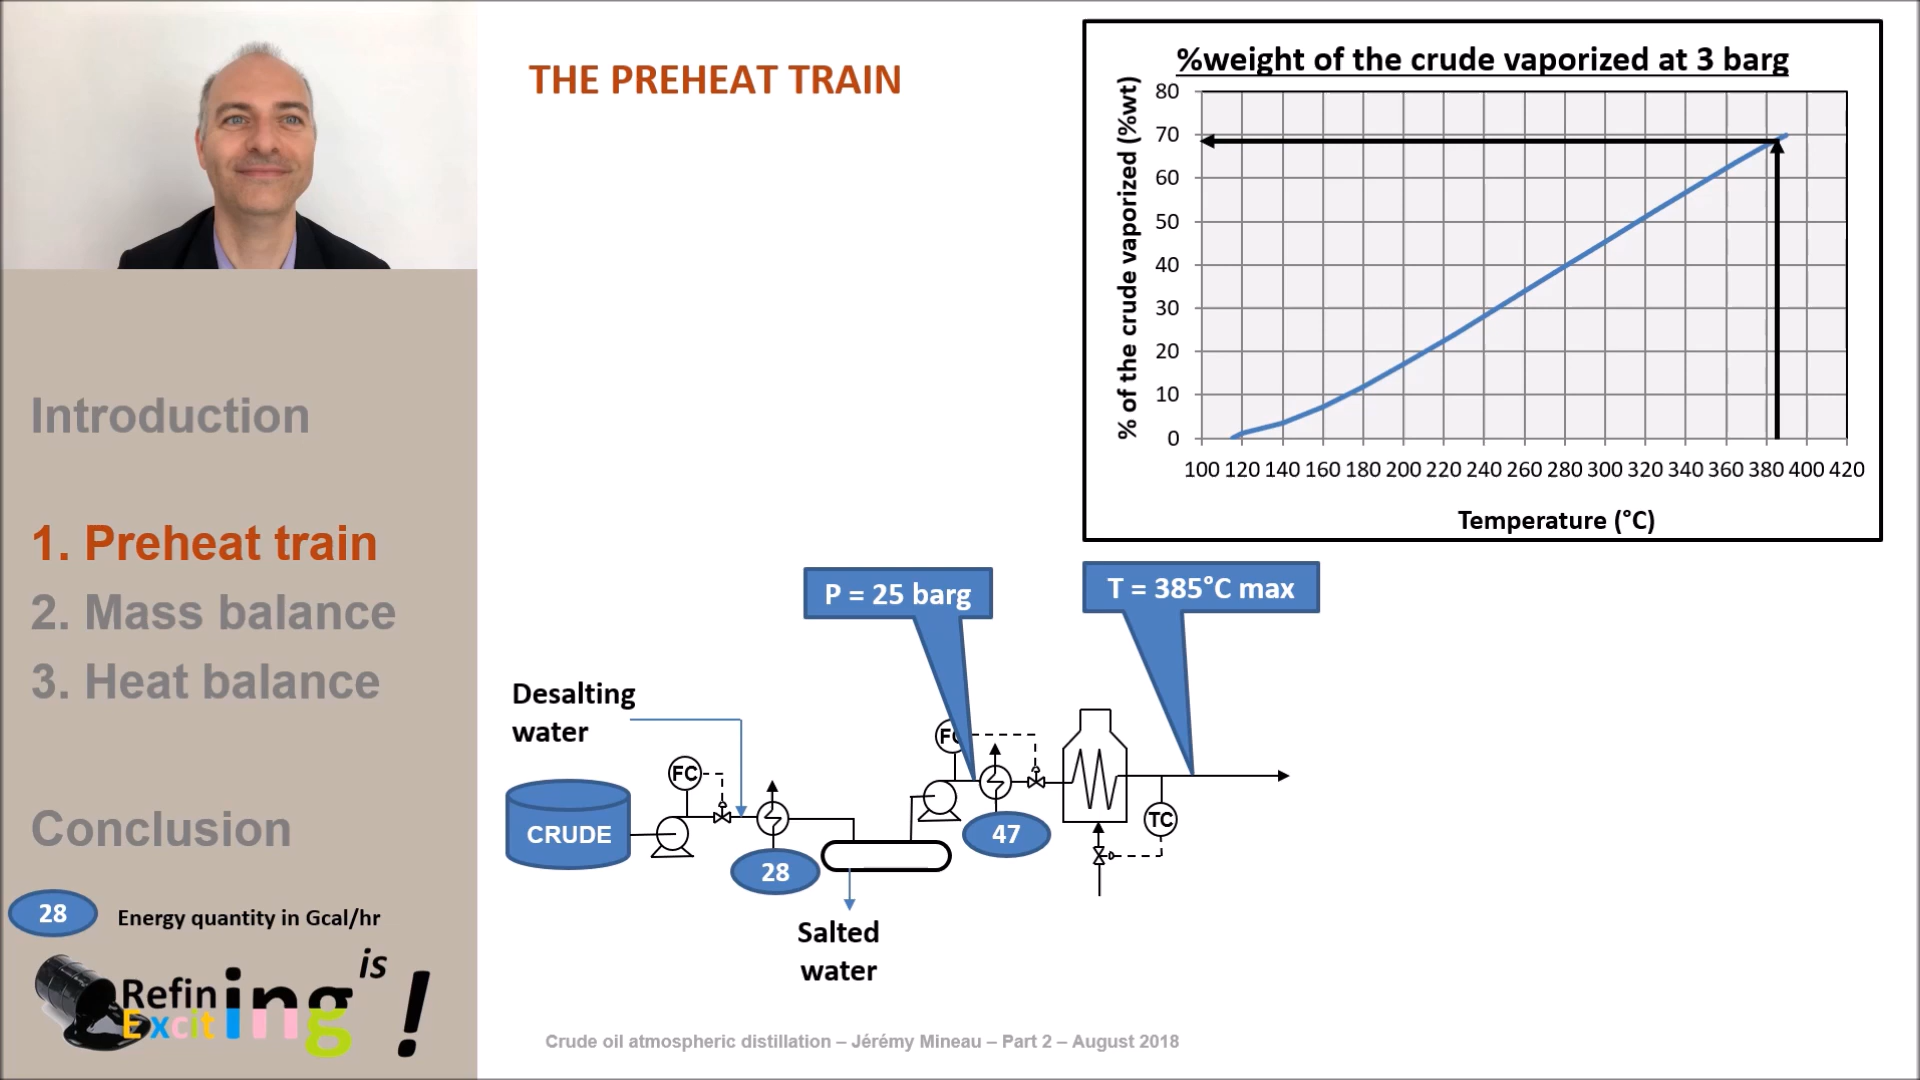 THE PREHEAT TRAIN
%weight of the crude vaporized at 3 barg
% of the crude vaporized (%wt)
80
70
60
50
40
30
20
10
0
100 120 140 160 180 200 220 240 260 280 300 320 340 360 380 400 420
Temperature (°C)
Introduction
1. Preheat train
2. Mass balance
3. Heat balance
Conclusion
28 Energy quantity in Gcal/hr
Refining
is
Exciting
!
P = 25 barg
T = 385°C max
Desalting
water
FC
FC
CRUDE
TC
47
28
Salted
water
Crude oil atmospheric distillation – Jérémy Mineau – Part 2 – August 2018